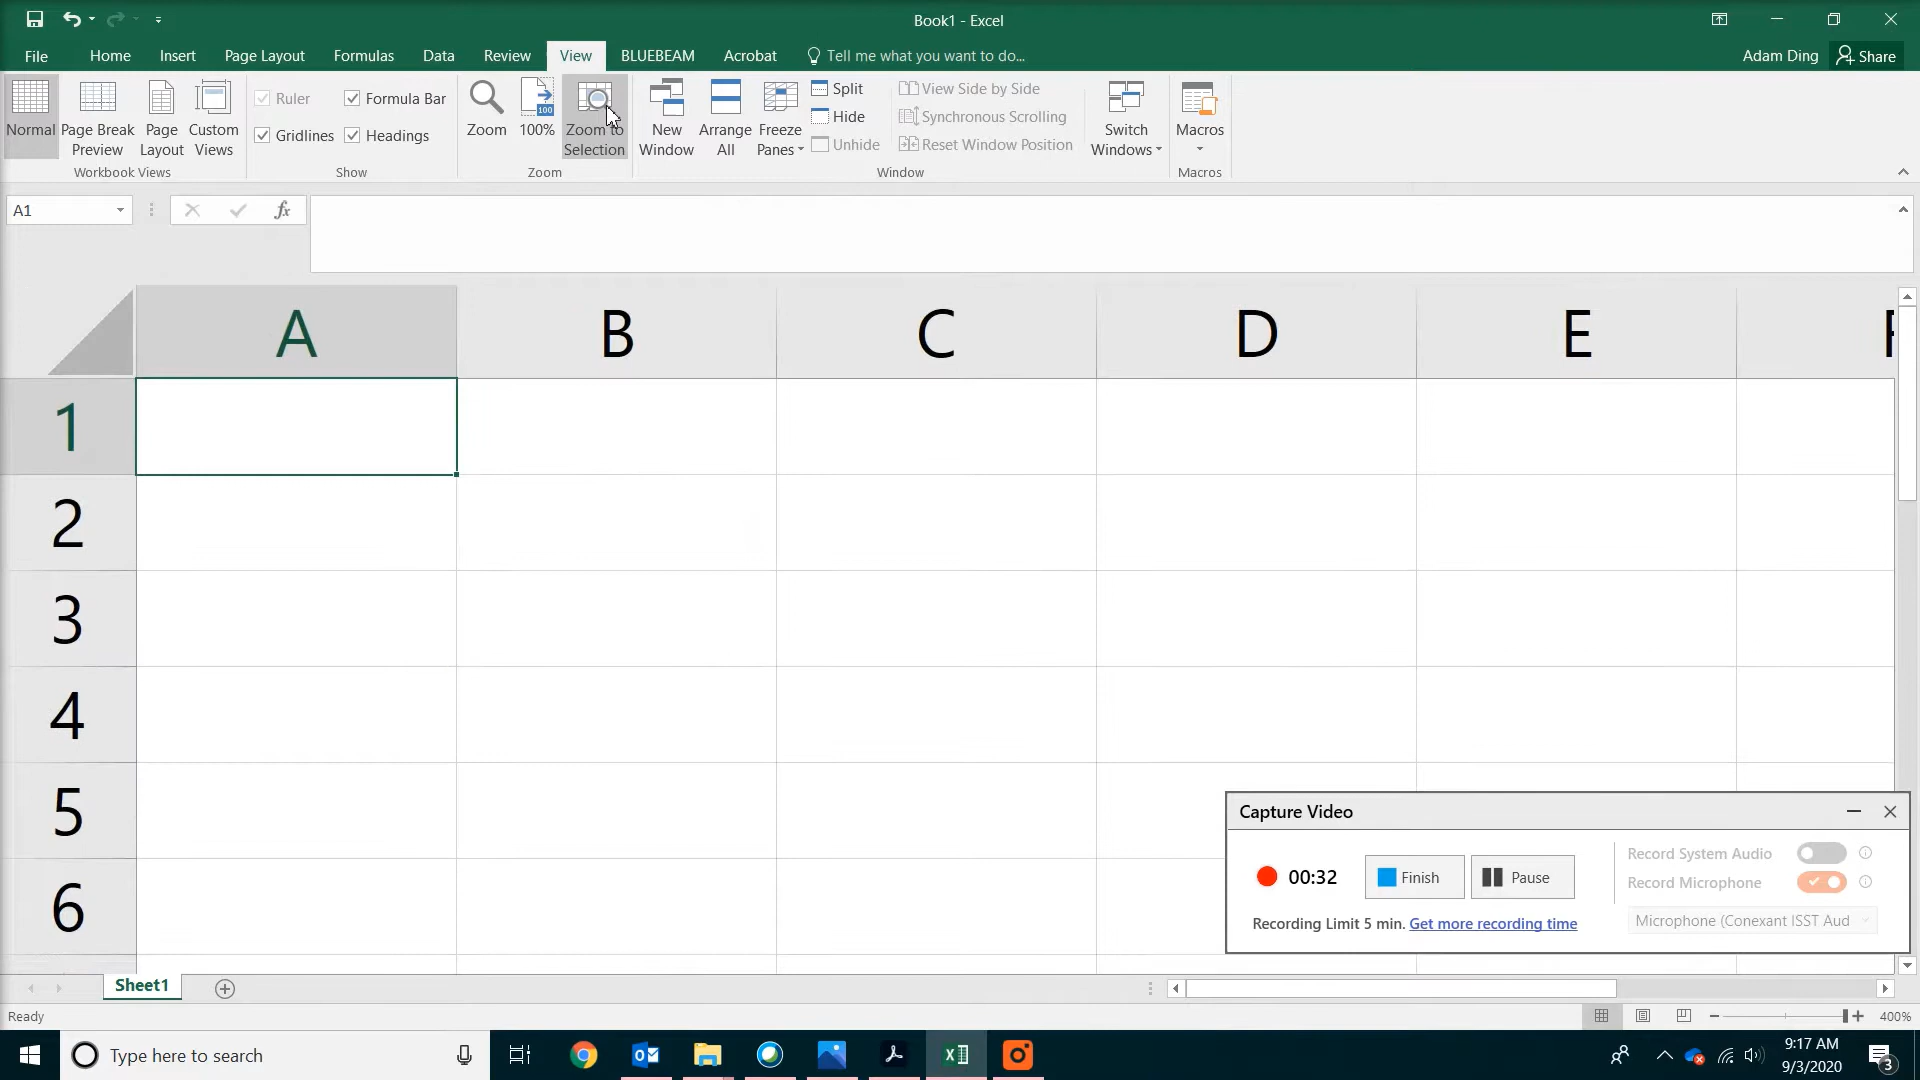 Book1 - Excel
File Home Insert Page Layout Formulas Data Review View BLUEBEAM Acrobat Tell me what you want to do... Adam Ding Share
Normal
Page Break
Preview
Page
Layout
Custom
Views
Workbook Views
Ruler
Formula Bar
Gridlines
Headings
Show
Zoom
100
100%
Zoom to
Selection
Zoom
New
Window
Arrange
All
Freeze
Panes
Split
Hide
Unhide
View Side by Side
Synchronous Scrolling
Reset Window Position
Switch
Windows
Window
Macros
Macros
A1
fx
A B C D E
1
2
3
4
5
6
Capture Video
00:32 Finish Pause
Recording Limit 5 min. Get more recording time
Record System Audio
Record Microphone
Microphone (Conexant ISST Aud
Sheet1
Ready
400%
Type here to search
9:17 AM
9/3/2020
3